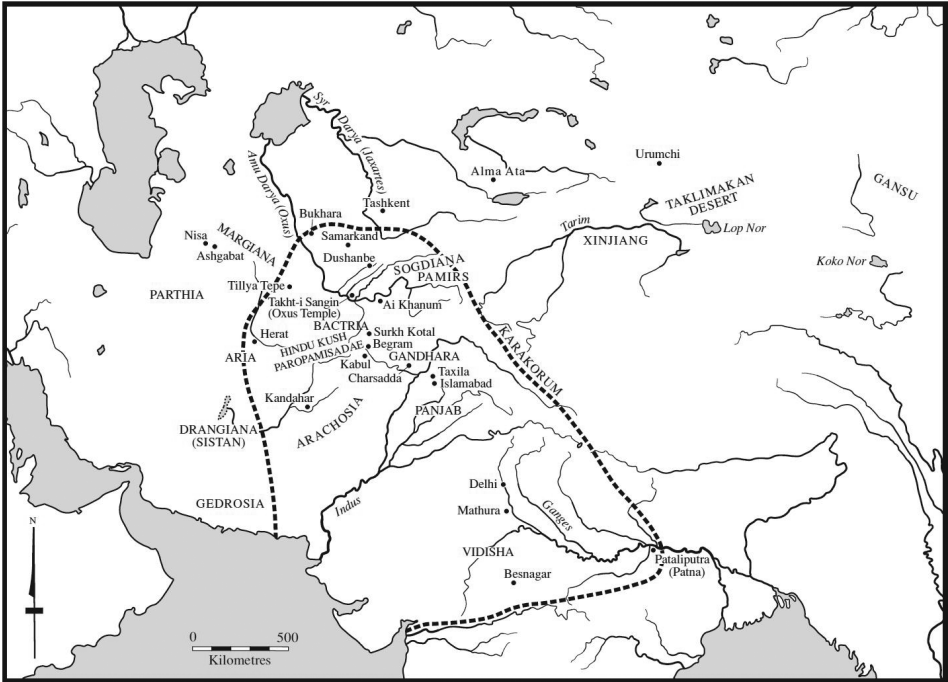 Syr
Darya (Jaxartes)
Amu Darya (Oxus)
Urumchi
Alma Ata
TAKLIMAKAN
DESERT
GANSU
Tashkent
Bukhara
Tarim
Lop Nor
Nisa
MARGIANA
Samarkand
XINJIANG
Ashgabat
Dushanbe
Koko Nor
SOGDIANA
PAMIRS
Tillya Tepe
PARTHIA
Takht-i Sangin
(Oxus Temple)
Ai Khanum
BACTRIA
Herat
Surkh Kotal
HINDU KUSH
Begram
KARAKORUM
ARIA
PAROPAMISADAE
GANDHARA
Kabul
Charsadda
Taxila
Islamabad
Kandahar
PANJAB
ARACHOSIA
DRANGIANA
(SISTAN)
Delhi
GEDROSIA
Indus
Mathura
Ganges
N
VIDISHA
Pataliputra
(Patna)
Besnagar
0 500
Kilometres